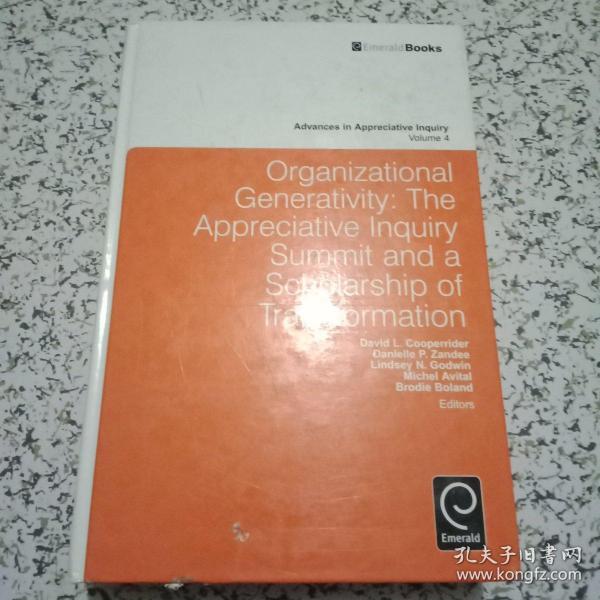 EmeraldBooks
Advances in Appreciative Inquiry
Volume 4
Organizational
Generativity: The
Appreciative Inquiry
Summit and a
Scholarship of
Transformation
David L. Cooperrider
Danielle P. Zandee
Lindsey N. Godwin
Michel Avital
Brodie Boland
Editors
Emerald
孔夫子旧书网
www.kongfz.com